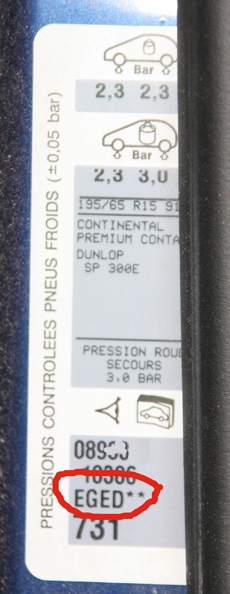 PRESSIONS CONTROLEES PNEUS FROIDS (±0,05 bar)
Bar
2,3 2,3
Bar
2,3 3,0
195/65 R15 91
CONTINENTAL
PREMIUM CONTA
DUNLOP
SP 300E
PRESSION ROUE
SECOURS
3.0 BAR
EGED**
731